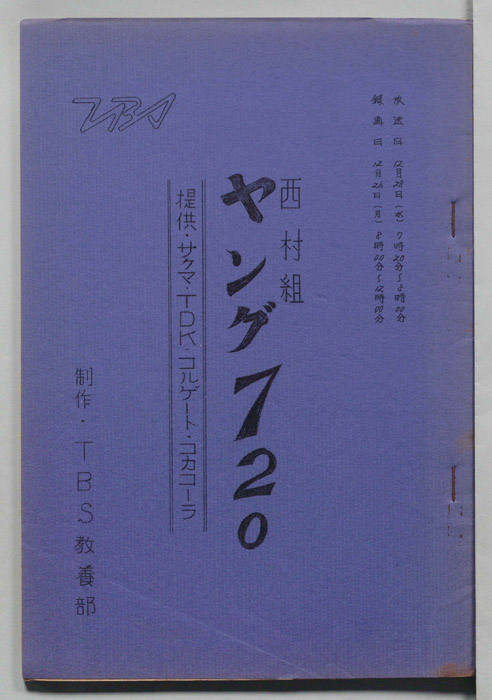 放送日 12月28日(水) 7時20分~8時00分
録画日 12月26日(月) 8時00分~12時00分
西村組
ヤング720
提供・サクマ・TDK・コルゲート・コカコーラ
TBS
制作・TBS教養部